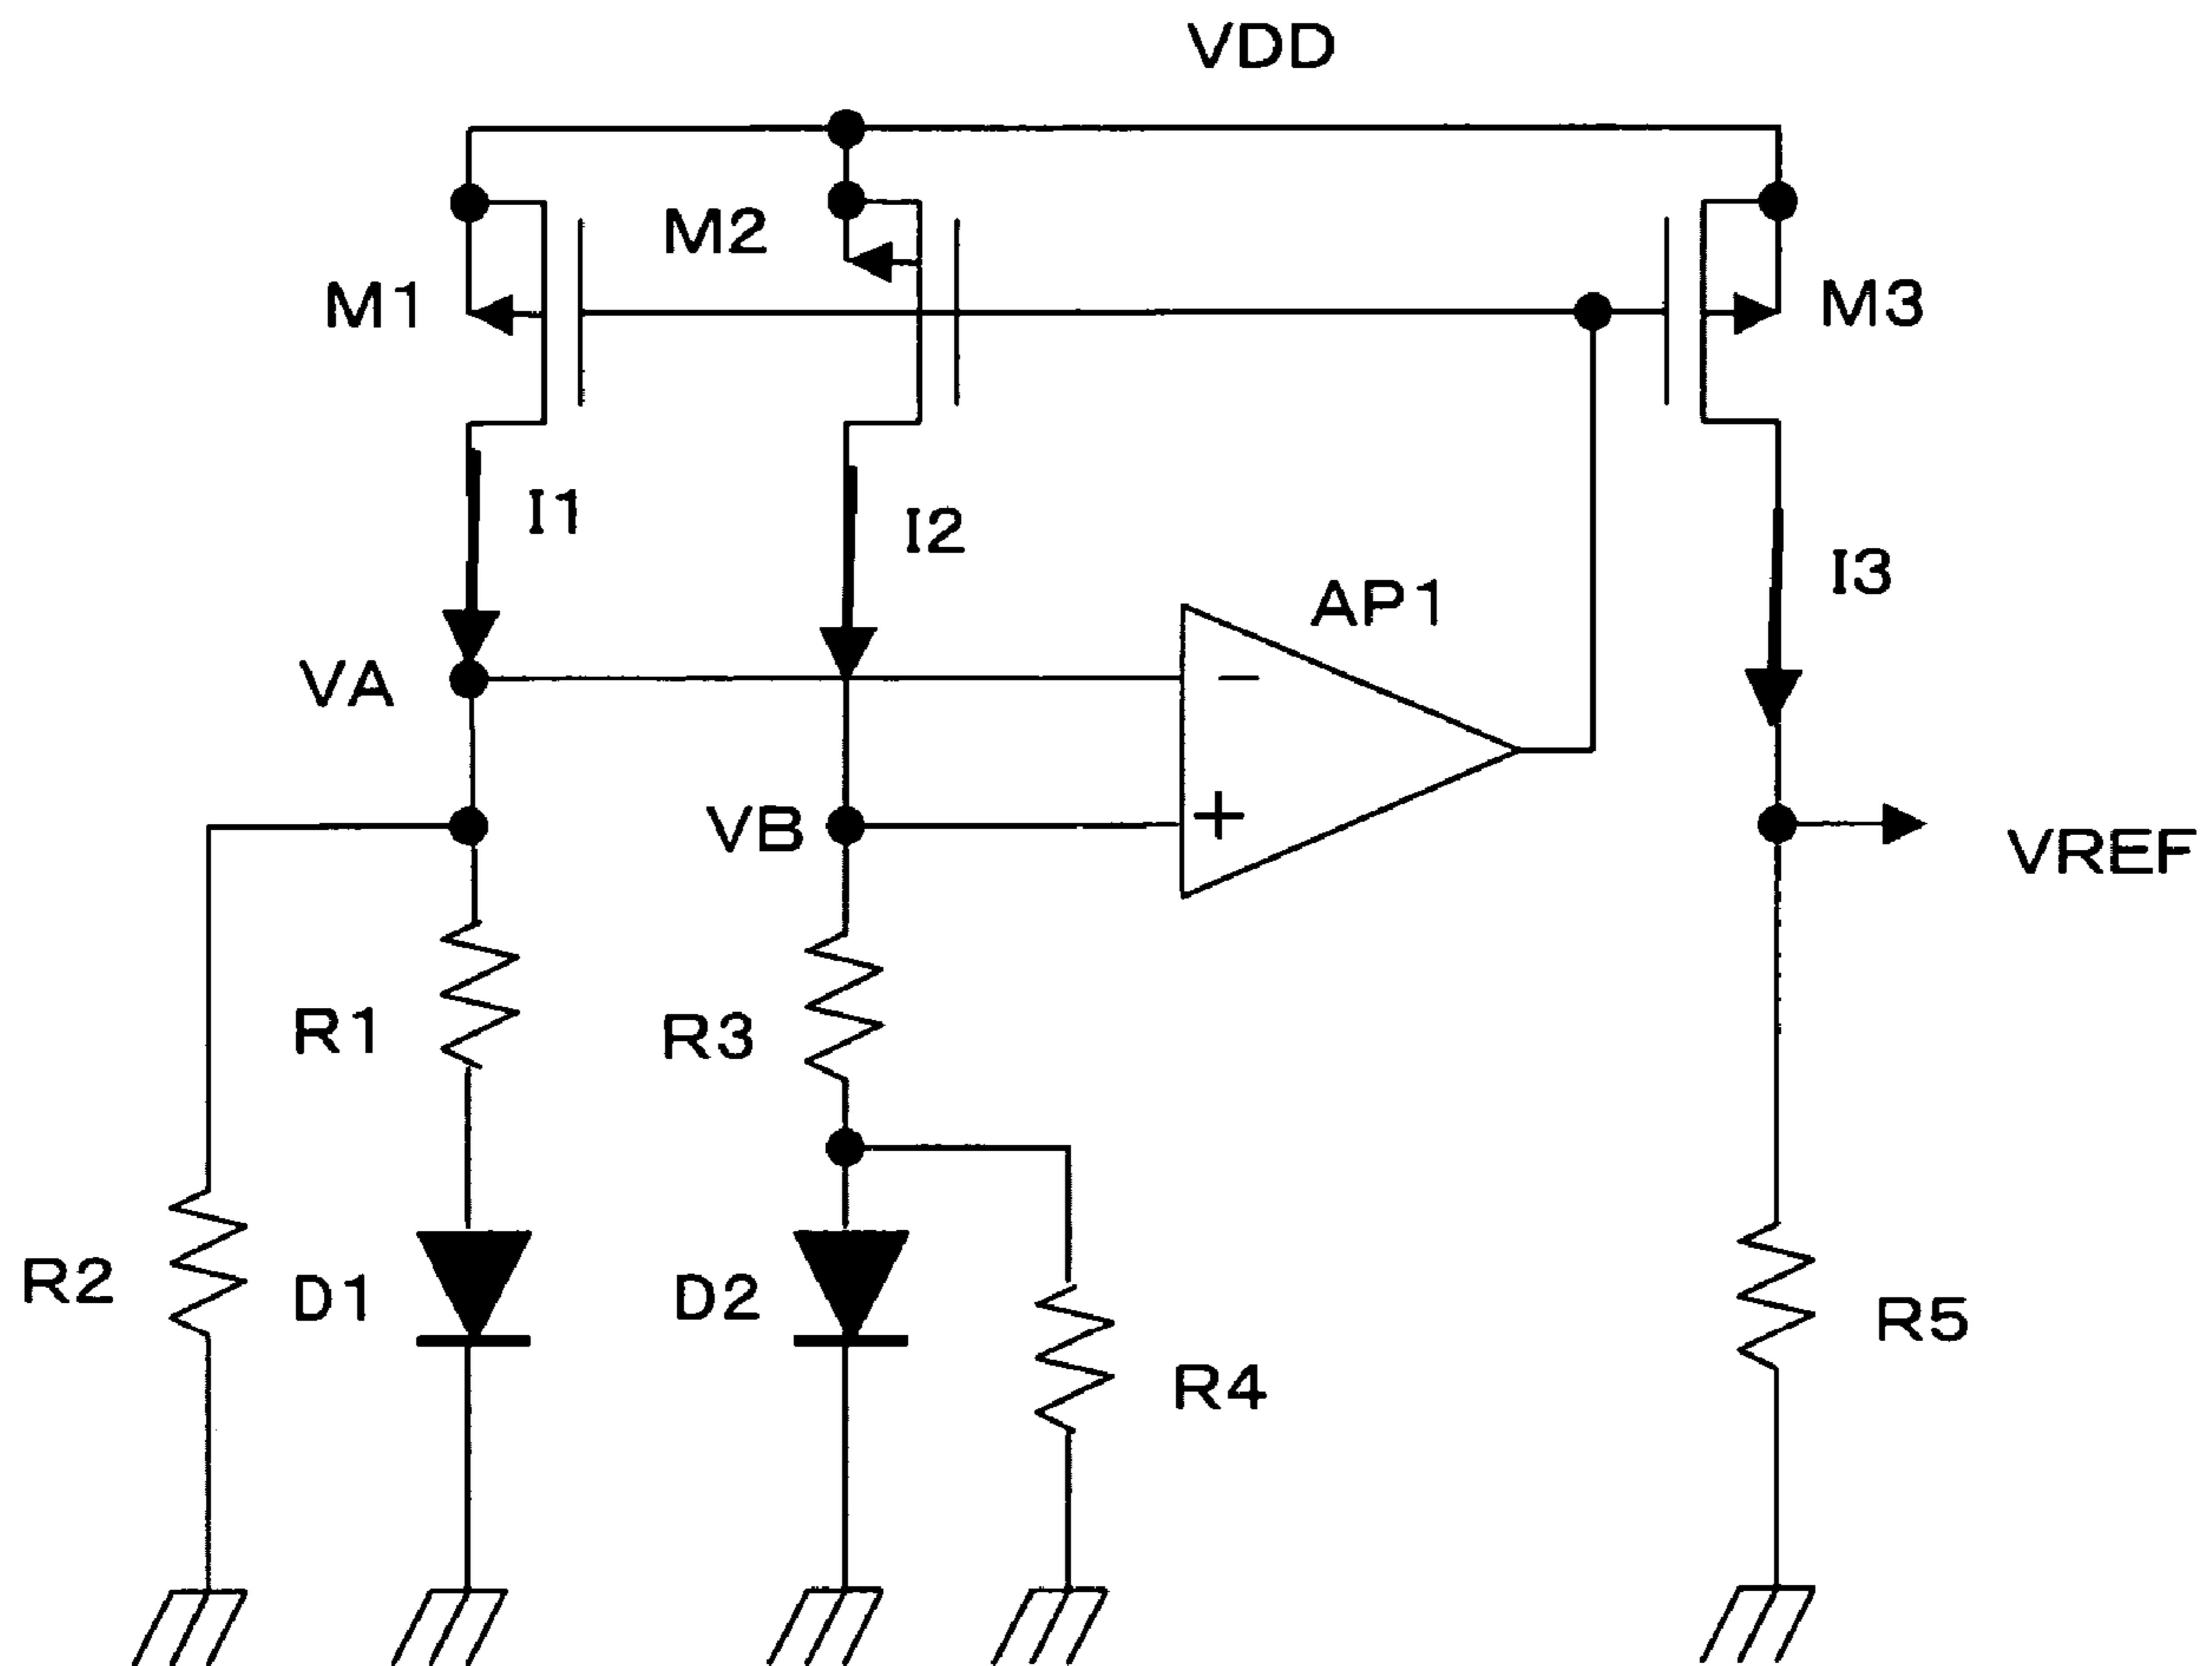 VDD
M2
M1
M3
I1
I2
I3
AP1
VA
−
VB
+
VREF
R1
R3
R2
D1
D2
R5
R4